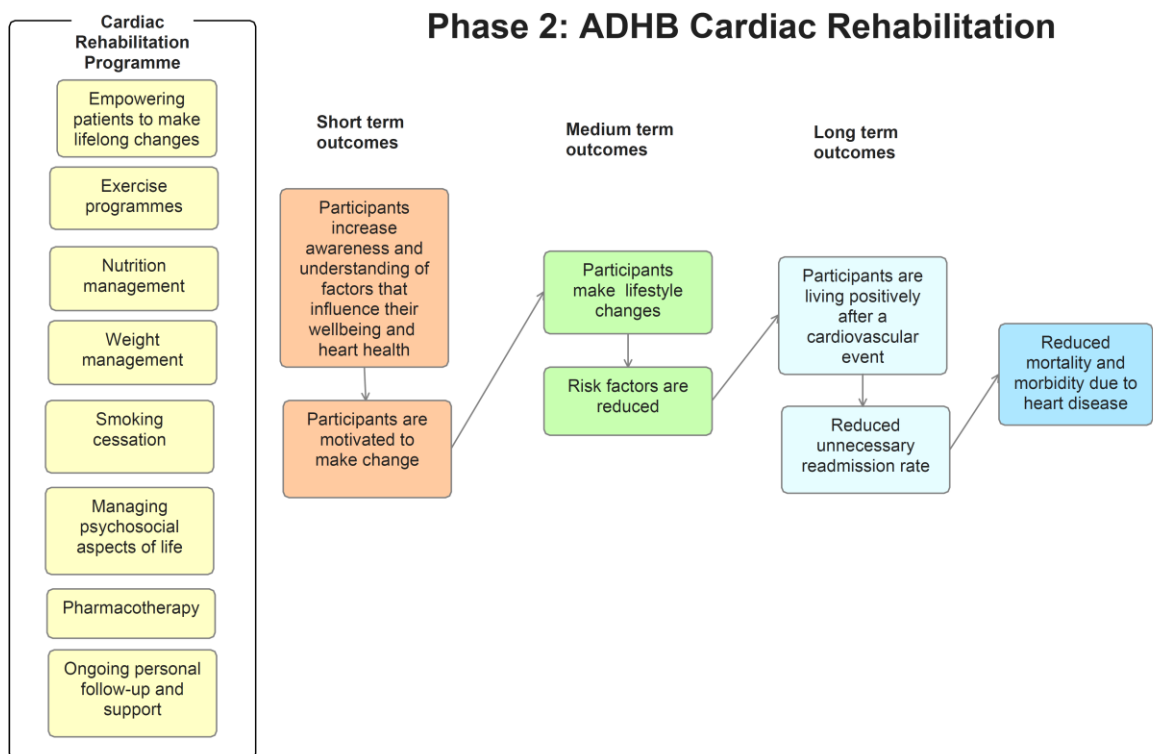 Phase 2: ADHB Cardiac Rehabilitation
Cardiac
Rehabilitation
Programme
Empowering
patients to make
lifelong changes
Exercise
programmes
Nutrition
management
Weight
management
Smoking
cessation
Managing
psychosocial
aspects of life
Pharmacotherapy
Ongoing personal
follow-up and
support
Short term
outcomes
Participants
increase
awareness and
understanding of
factors that
influence their
wellbeing and
heart health
Participants are
motivated to
make change
Medium term
outcomes
Participants
make lifestyle
changes
Risk factors are
reduced
Long term
outcomes
Participants are
living positively
after a
cardiovascular
event
Reduced
unnecessary
readmission rate
Reduced
mortality and
morbidity due to
heart disease